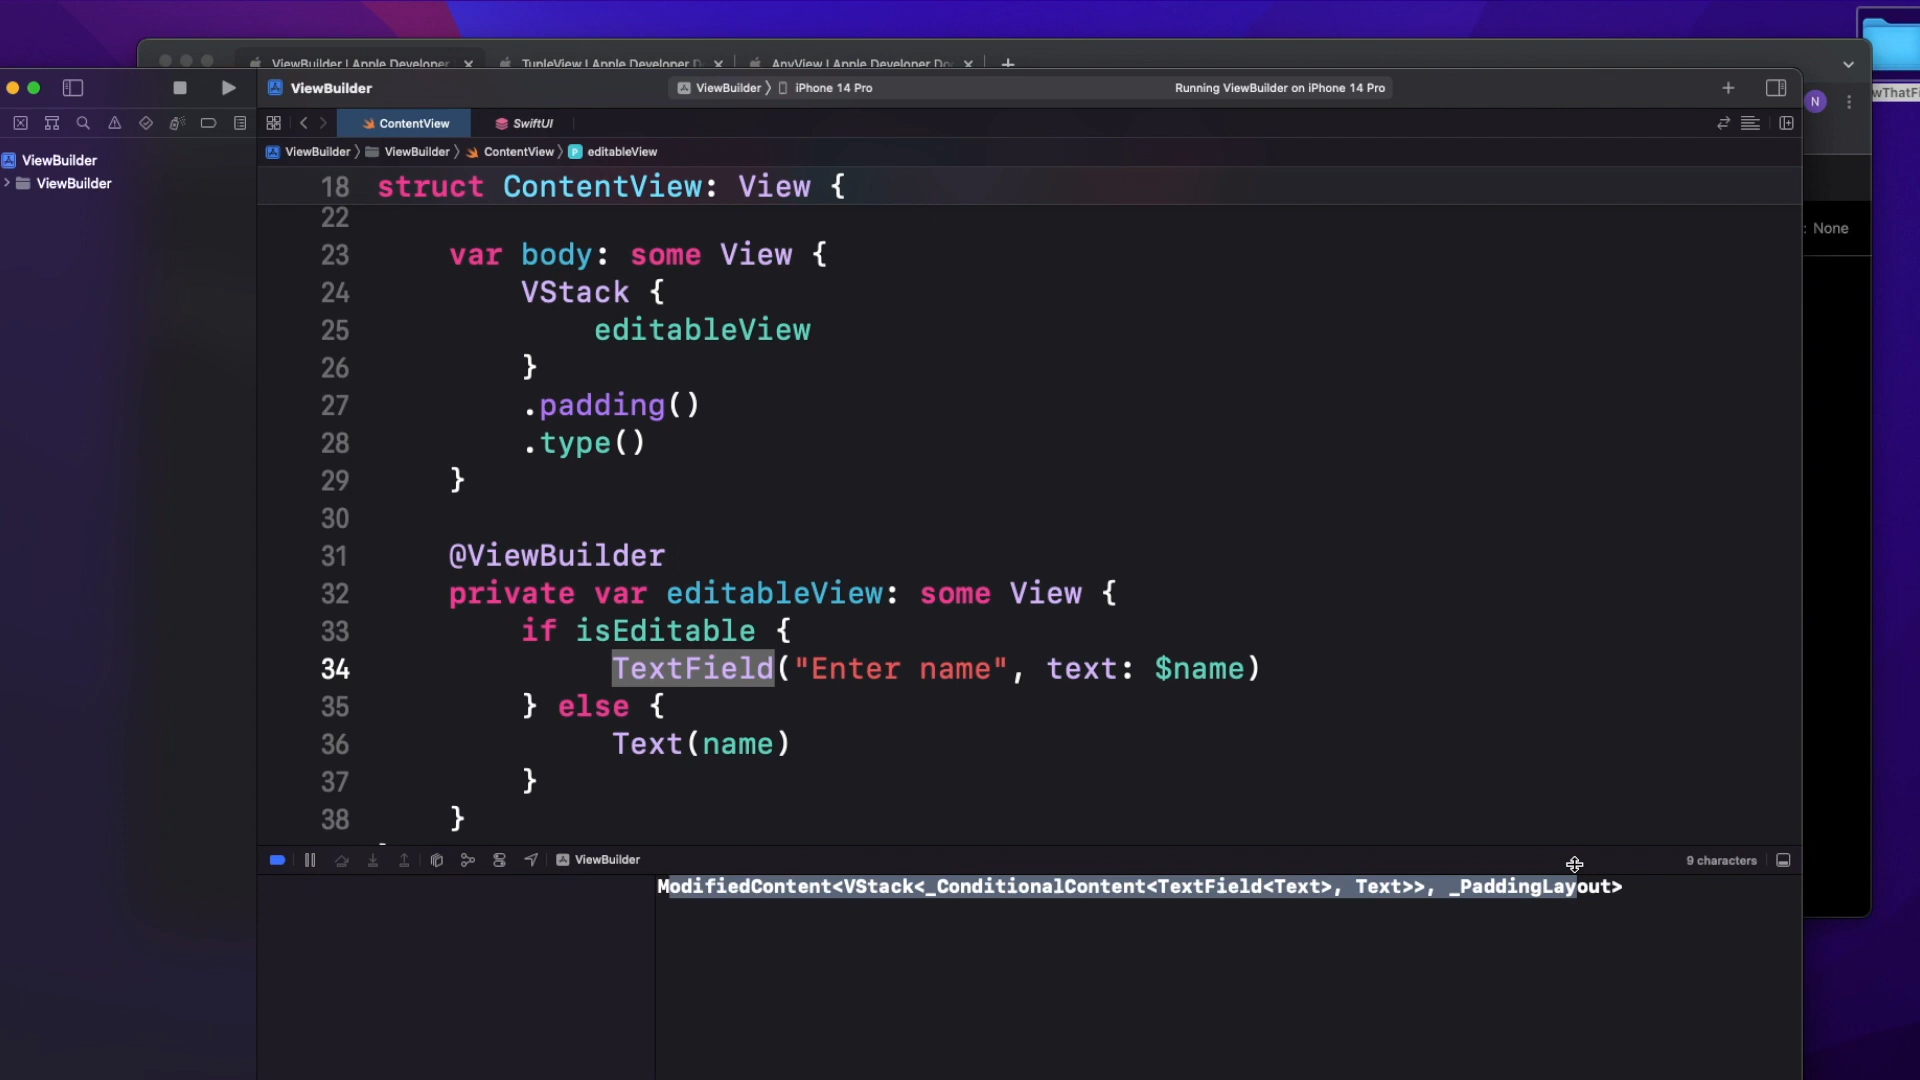 ViewBuilder | Apple Developer
TupleView | Apple Developer D
AnyView | Apple Developer Do
ViewBuilder
ViewBuilder
iPhone 14 Pro
Running ViewBuilder on iPhone 14 Pro
N
wThatFi
ContentView
SwiftUI
ViewBuilder
ViewBuilder
ContentView
P
editableView
ViewBuilder
ViewBuilder
: None
18 struct ContentView: View {
22
23 var body: some View {
24 VStack {
25 editableView
26 }
27 .padding()
28 .type()
29 }
30
31 @ViewBuilder
32 private var editableView: some View {
33 if isEditable {
34 TextField("Enter name", text: $name)
35 } else {
36 Text(name)
37 }
38 }
ViewBuilder
9 characters
ModifiedContent<VStack<_ConditionalContent<TextField<Text>, Text>>, _PaddingLayout>